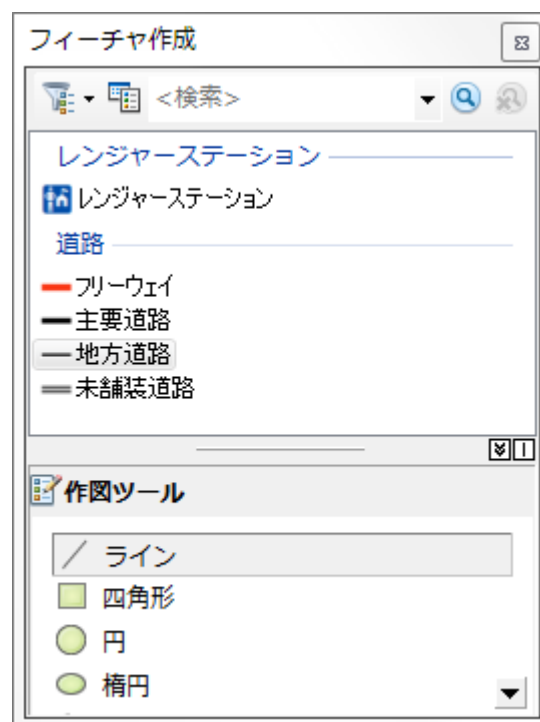 フィーチャ作成
<検索>
レンジャーステーション
レンジャーステーション
道路
フリーウェイ
主要道路
地方道路
未舗装道路
作図ツール
ライン
四角形
円
楕円